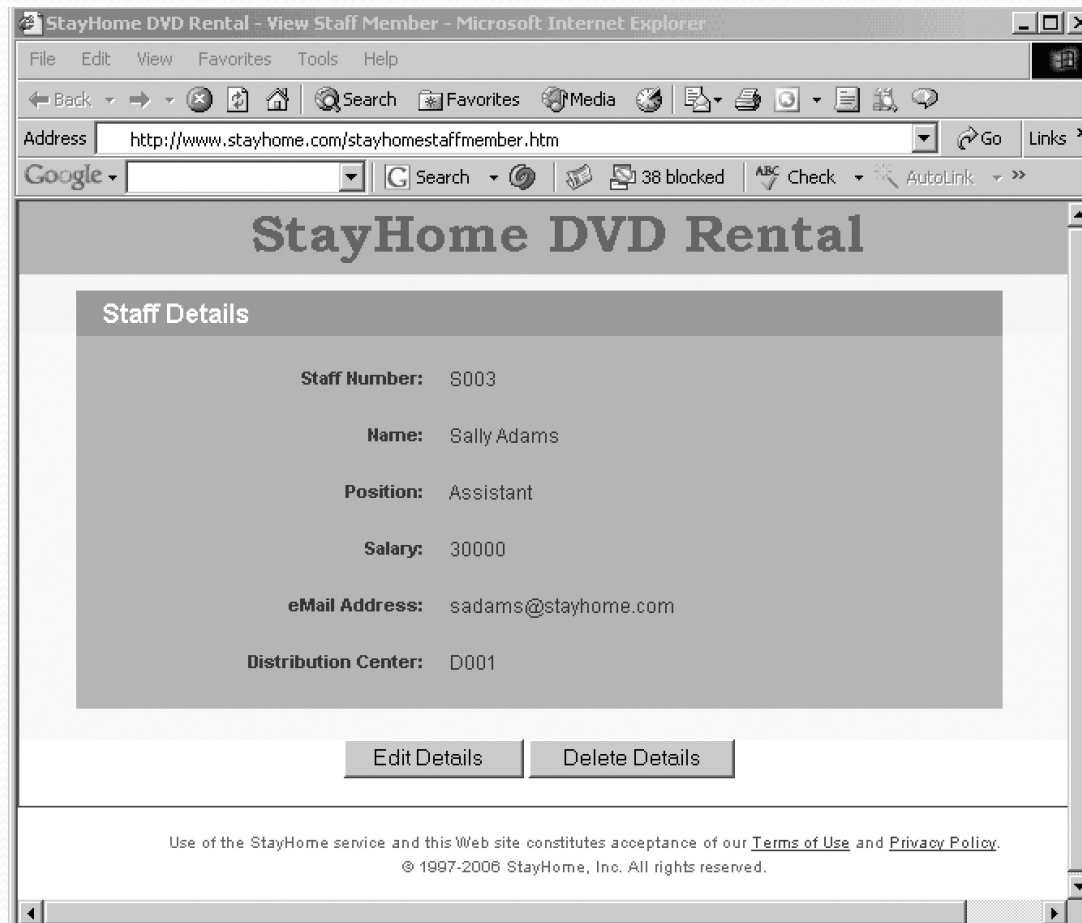 StayHome DVD Rental - View Staff Member - Microsoft Internet Explorer
File Edit View Favorites Tools Help
Back Search Favorites Media
Address http://www.stayhome.com/stayhomestaffmember.htm Go Links »
Google Search 38 blocked ABC Check AutoLink »
StayHome DVD Rental
Staff Details
Staff Number: S003
Name: Sally Adams
Position: Assistant
Salary: 30000
eMail Address: sadams@stayhome.com
Distribution Center: D001
Edit Details Delete Details
Use of the StayHome service and this Web site constitutes acceptance of our Terms of Use and Privacy Policy.
© 1997-2006 StayHome, Inc. All rights reserved.